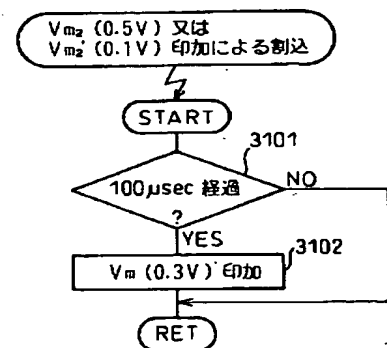 Vm₂ (0.5V) 又は
Vm₂' (0.1V) 印加による割込
START
3101
100μsec 経過
?
NO
YES
3102
Vm (0.3V) 印加
RET